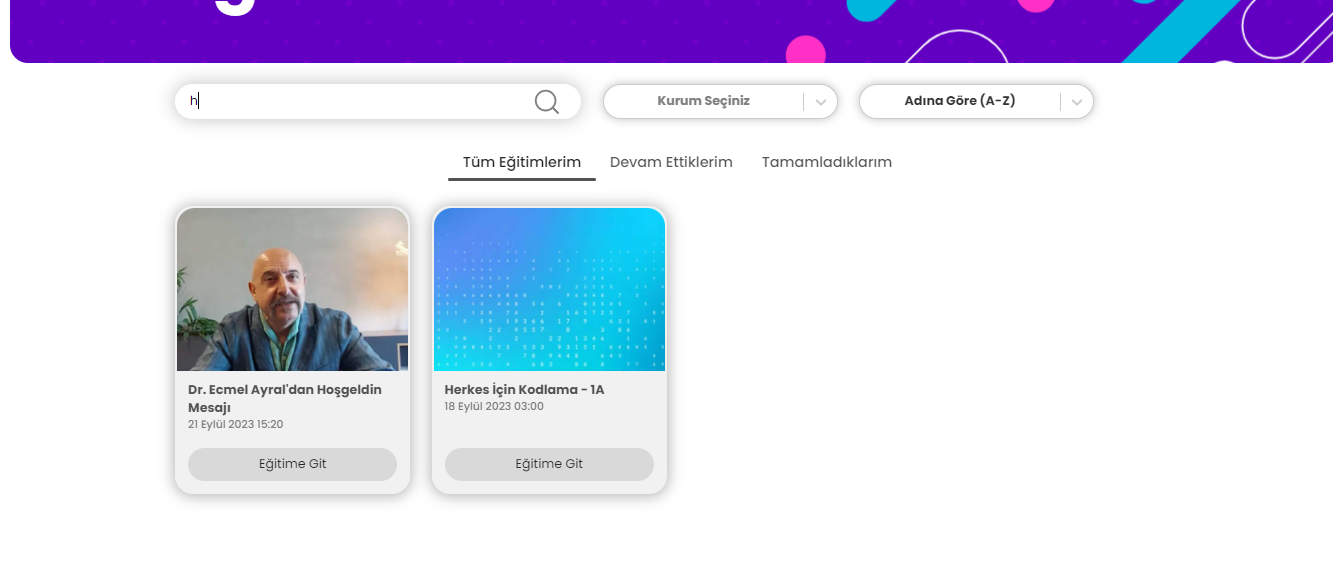 h
Kurum Seçiniz
Adına Göre (A-Z)
Tüm Eğitimlerim
Devam Ettiklerim
Tamamladıklarım
Dr. Ecmel Ayral'dan Hoşgeldin
Mesajı
21 Eylül 2023 15:20
Eğitime Git
Herkes İçin Kodlama - 1A
18 Eylül 2023 03:00
Eğitime Git